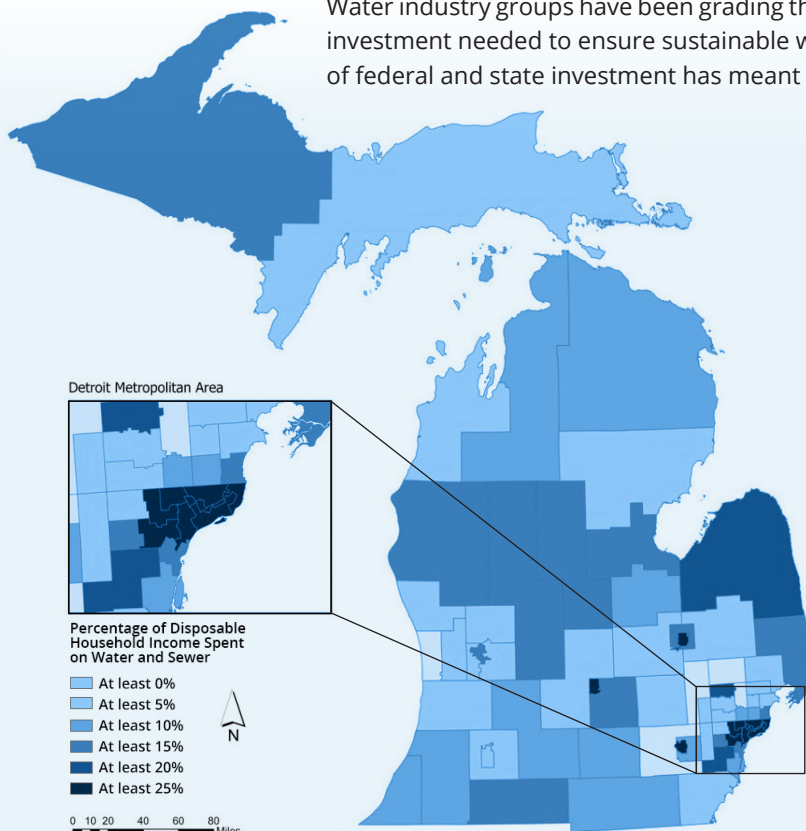 Water industry groups have been grading th
investment needed to ensure sustainable w
of federal and state investment has meant
Detroit Metropolitan Area
Percentage of Disposable
Household Income Spent
on Water and Sewer
At least 0%
At least 5%
At least 10%
At least 15%
At least 20%
At least 25%
N
0 10 20 40 60 80
Miles